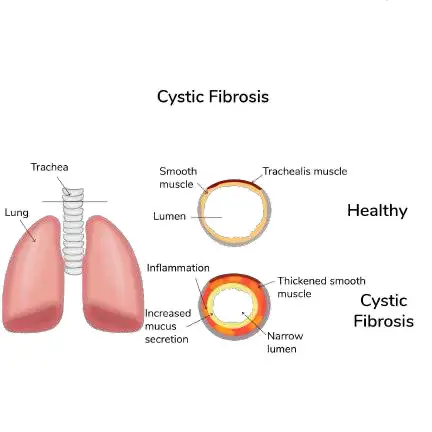 Cystic Fibrosis
Trachea
Lung
Smooth
muscle
Trachealis muscle
Lumen
Healthy
Inflammation
Thickened smooth
muscle
Increased
mucus
secretion
Narrow
lumen
Cystic
Fibrosis